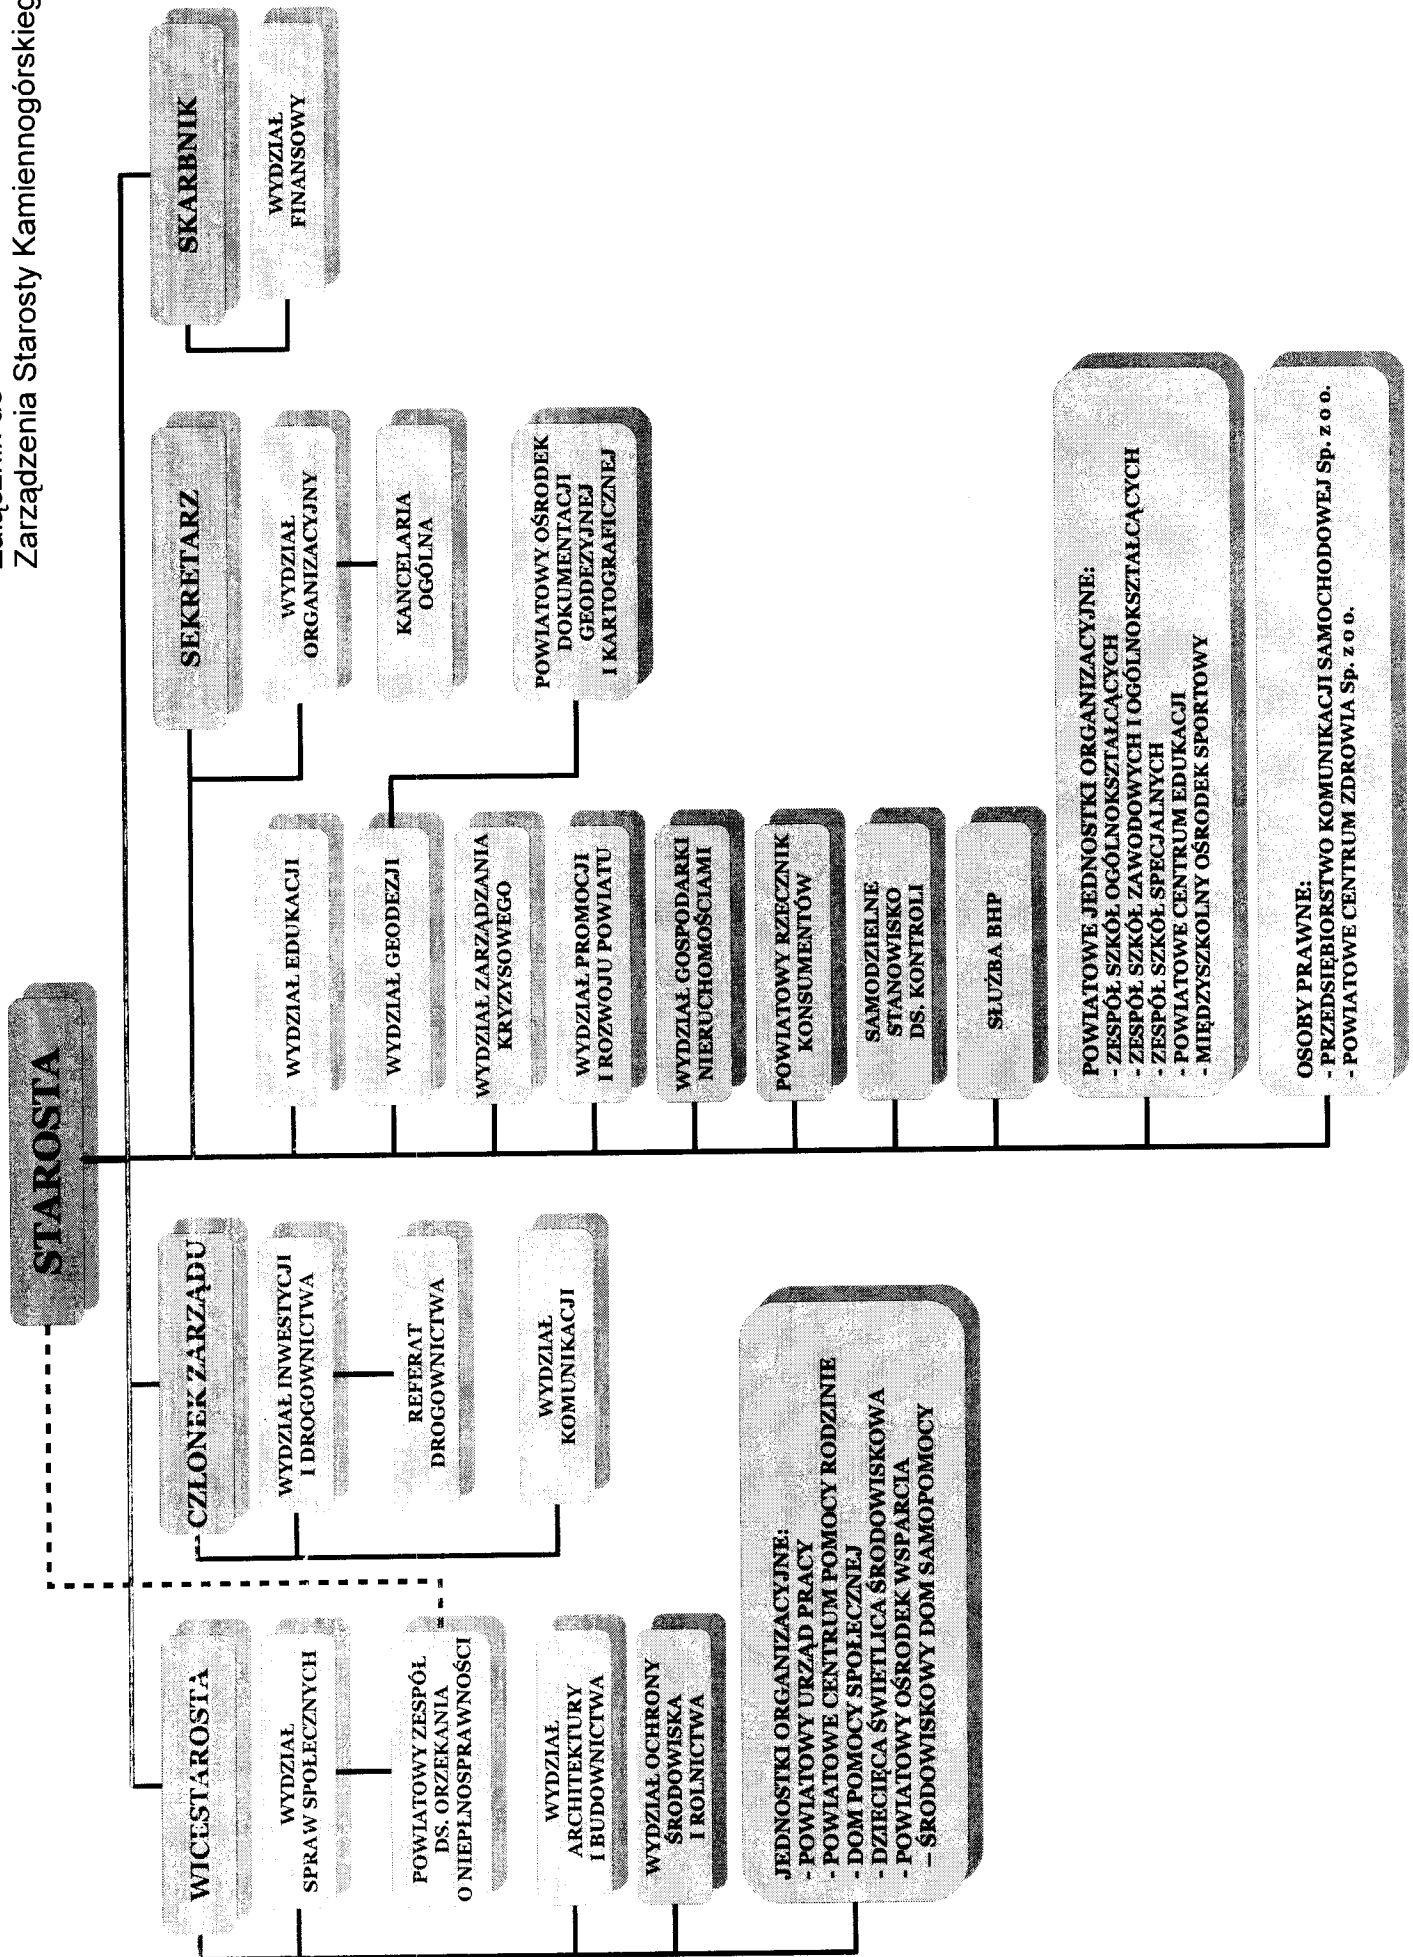 Zarządzenia Starosty Kamiennogórskieg
STAROSTA
WICESTAROSTA
WYDZIAŁ
SPRAW SPOŁECZNYCH
POWIATOWY ZESPÓŁ
DS. ORZEKANIA
O NIEPEŁNOSPRAWNOŚCI
WYDZIAŁ
ARCHITEKTURY
I BUDOWNICTWA
WYDZIAŁ OCHRONY
ŚRODOWISKA
I ROLNICTWA
JEDNOSTKI ORGANIZACYJNE:
- POWIATOWY URZĄD PRACY
- POWIATOWE CENTRUM POMOCY RODZINIE
- DOM POMOCY SPOŁECZNEJ
- DZIECIĘCA ŚWIETLICA ŚRODOWISKOWA
- POWIATOWY OŚRODEK WSPARCIA
– ŚRODOWISKOWY DOM SAMOPOMOCY
CZŁONEK ZARZĄDU
WYDZIAŁ INWESTYCJI
I DROGOWNICTWA
REFERAT
DROGOWNICTWA
WYDZIAŁ
KOMUNIKACJI
WYDZIAŁ EDUKACJI
WYDZIAŁ GEODEZJI
WYDZIAŁ ZARZĄDZANIA
KRYZYSOWEGO
WYDZIAŁ PROMOCJI
I ROZWOJU POWIATU
WYDZIAŁ GOSPODARKI
NIERUCHOMOŚCIAMI
POWIATOWY RZECZNIK
KONSUMENTÓW
SAMODZIELNE
STANOWISKO
DS. KONTROLI
SŁUŻBA BHP
POWIATOWE JEDNOSTKI ORGANIZACYJNE:
- ZESPÓŁ SZKÓŁ OGÓLNOKSZTAŁCĄCYCH
- ZESPÓŁ SZKÓŁ ZAWODOWYCH I OGÓLNOKSZTAŁCĄCYCH
- ZESPÓŁ SZKÓŁ SPECJALNYCH
- POWIATOWE CENTRUM EDUKACJI
- MIĘDZYSZKOLNY OŚRODEK SPORTOWY
OSOBY PRAWNE:
- PRZEDSIĘBIORSTWO KOMUNIKACJI SAMOCHODOWEJ Sp. z o o.
- POWIATOWE CENTRUM ZDROWIA Sp. z o o.
SEKRETARZ
WYDZIAŁ
ORGANIZACYJNY
KANCELARIA
OGÓLNA
POWIATOWY OŚRODEK
DOKUMENTACJI
GEODEZYJNEJ
I KARTOGRAFICZNEJ
SKARBNIK
WYDZIAŁ
FINANSOWY